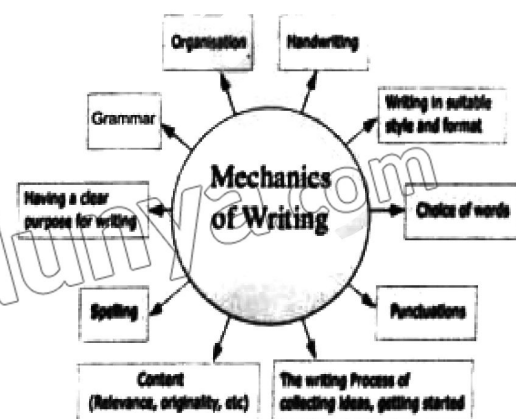 Organisation
Handwriting
Grammar
Writing in suitable
style and format
Mechanics
of Writing
Having a clear
purpose for writing
Choice of words
Spelling
Punctuations
Content
(Relevance, originality, etc)
The writing Process of
collecting ideas, getting started